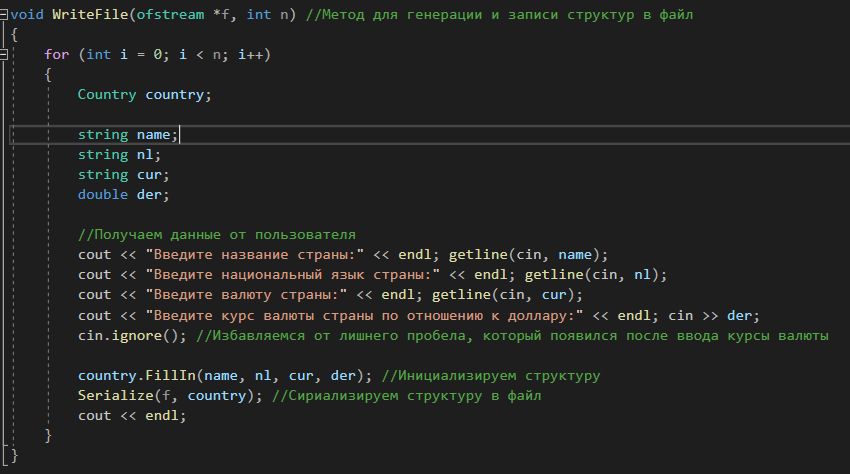 void WriteFile(ofstream *f, int n) //Метод для генерации и записи структур в файл
{
for (int i = 0; i < n; i++)
{
Country country;
string name;
string nl;
string cur;
double der;
//Получаем данные от пользователя
cout << "Введите название страны:" << endl; getline(cin, name);
cout << "Введите национальный язык страны:" << endl; getline(cin, nl);
cout << "Введите валюту страны:" << endl; getline(cin, cur);
cout << "Введите курс валюты страны по отношению к доллару:" << endl; cin >> der;
cin.ignore(); //Избавляемся от лишнего пробела, который появился после ввода курсы валюты
country.FillIn(name, nl, cur, der); //Инициализируем структуру
Serialize(f, country); //Сириализируем структуру в файл
cout << endl;
}
}